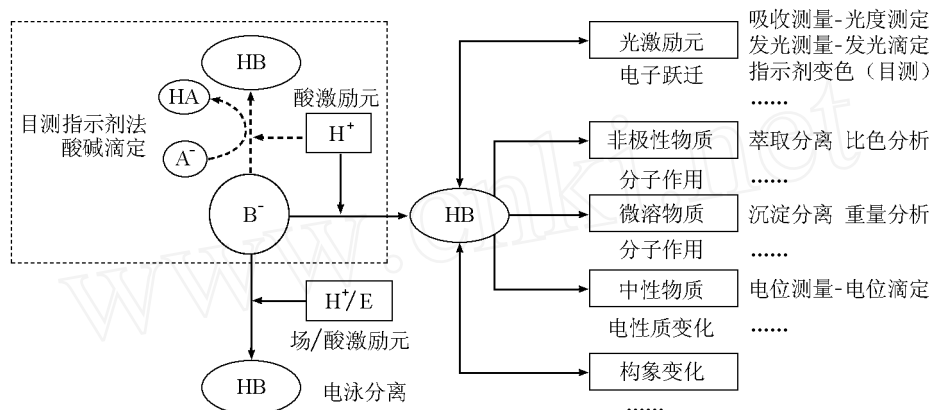 HB
HA
A⁻
目测指示剂法
酸碱滴定
酸激励元
H⁺
B⁻
H⁺/E
场/酸激励元
HB
电泳分离
HB
光激励元
电子跃迁
吸收测量-光度测定
发光测量-发光滴定
指示剂变色（目测）
······
非极性物质
分子作用
萃取分离 比色分析
······
微溶物质
分子作用
沉淀分离 重量分析
······
中性物质
电性质变化
电位测量-电位滴定
······
构象变化
······
www.cnki.net